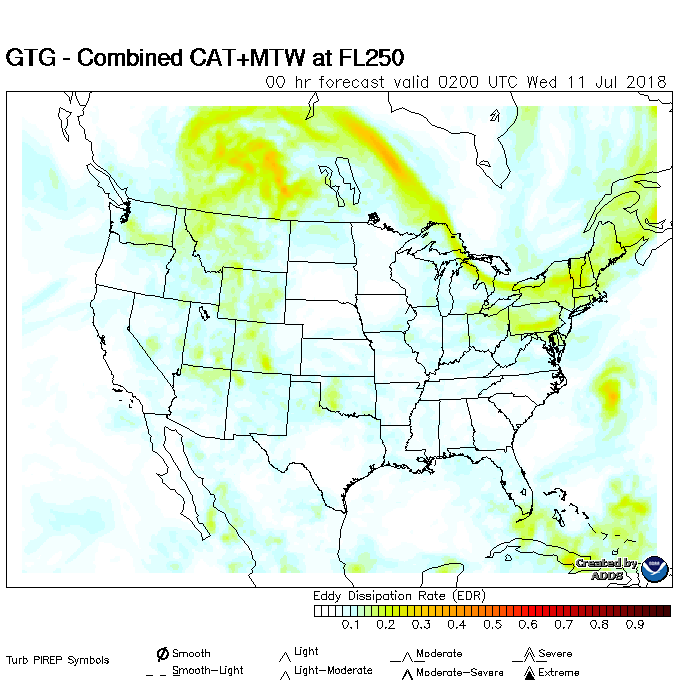 GTG - Combined CAT+MTW at FL250
00 hr forecast valid 0200 UTC Wed 11 Jul 2018
Created by
ADDS
Eddy Dissipation Rate (EDR)
0.1 0.2 0.3 0.4 0.5 0.6 0.7 0.8 0.9
Turb PIREP Symbols
Smooth Light Moderate Severe
Smooth-Light Light-Moderate Moderate-Severe Extreme